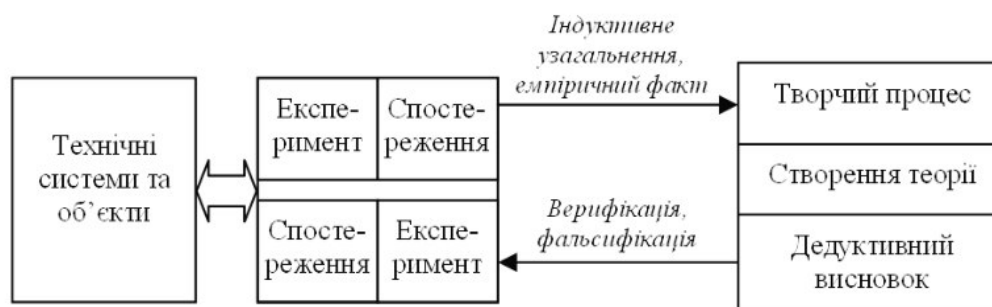 Технічні
системи та
об’єкти
Експе-
римент
Спосте-
реження
Спосте-
реження
Експе-
римент
Індуктивне
узагальнення,
емпіричний факт
Верифікація,
фальсифікація
Творчий процес
Створення теорії
Дедуктивний
висновок